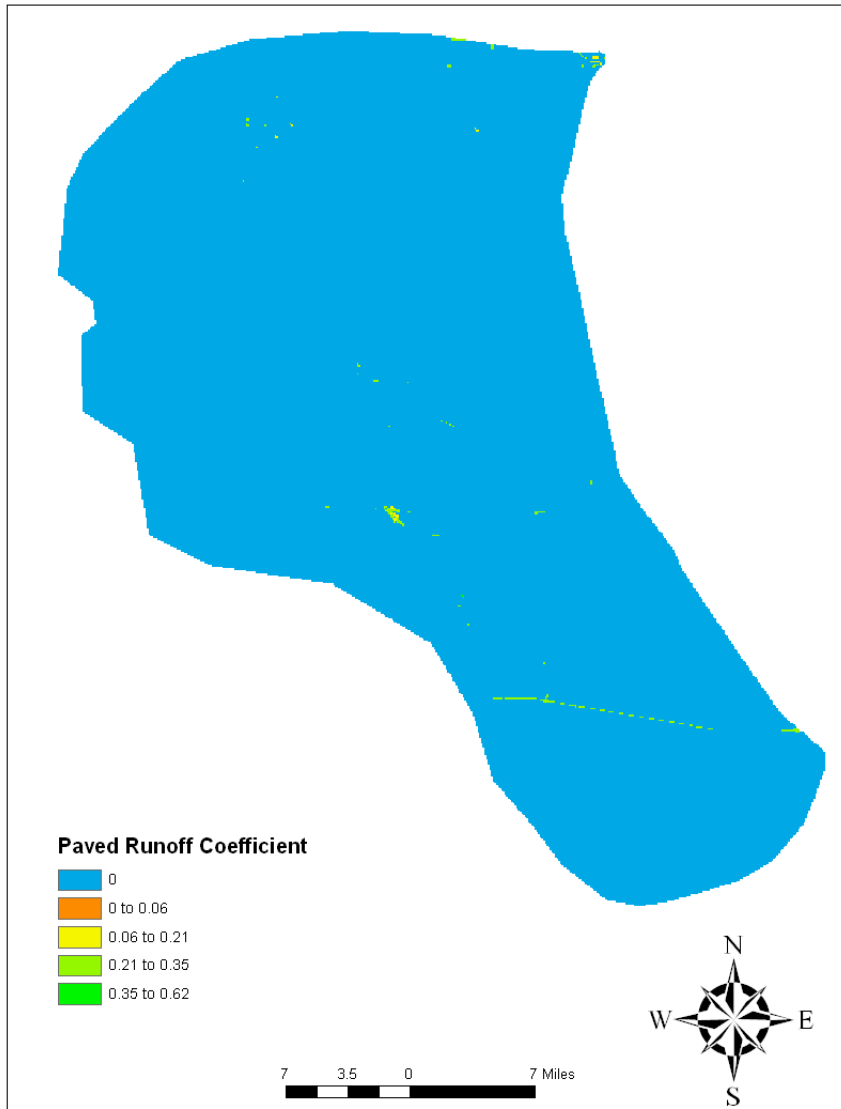 Paved Runoff Coefficient
0
0 to 0.06
0.06 to 0.21
0.21 to 0.35
0.35 to 0.62
N
W E
S
7 3.5 0 7 Miles